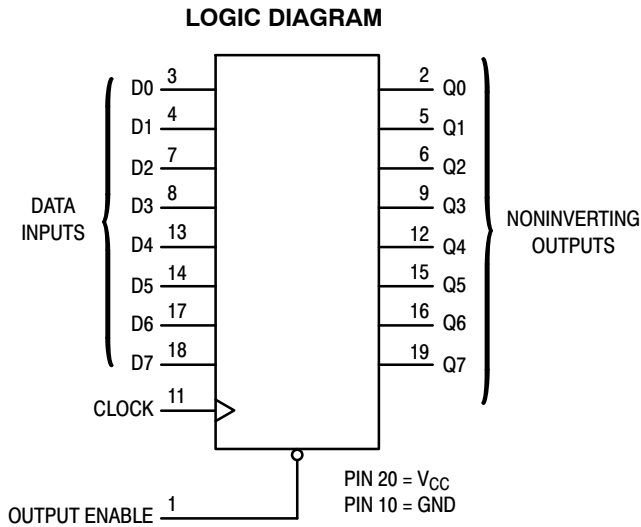 LOGIC DIAGRAM
D0 3 2 Q0
D1 4 5 Q1
D2 7 6 Q2
D3 8 9 Q3
DATA
INPUTS
D4 13 12 Q4
NONINVERTING
OUTPUTS
D5 14 15 Q5
D6 17 16 Q6
D7 18 19 Q7
CLOCK 11
PIN 20 = VCC
PIN 10 = GND
OUTPUT ENABLE 1